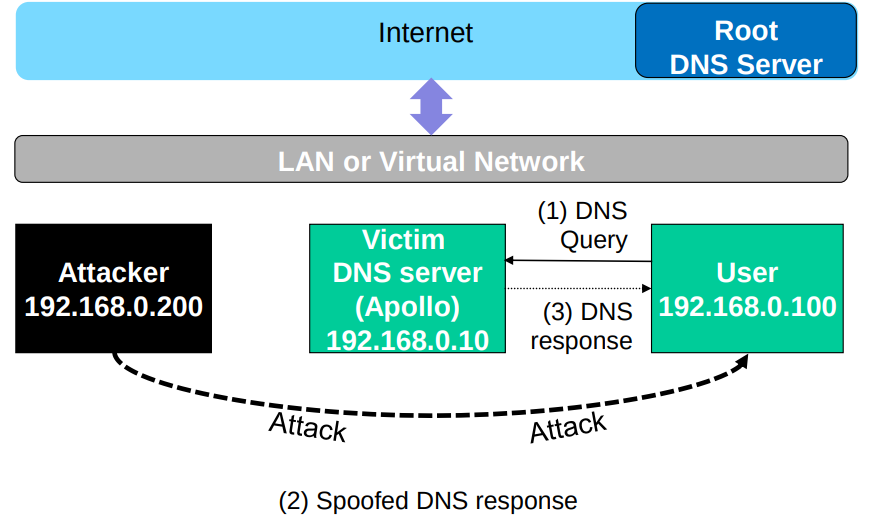 Internet
Root
DNS Server
LAN or Virtual Network
(1) DNS
Query
Attacker
192.168.0.200
Victim
DNS server
(Apollo)
192.168.0.10
User
192.168.0.100
(3) DNS
response
Attack
Attack
(2) Spoofed DNS response